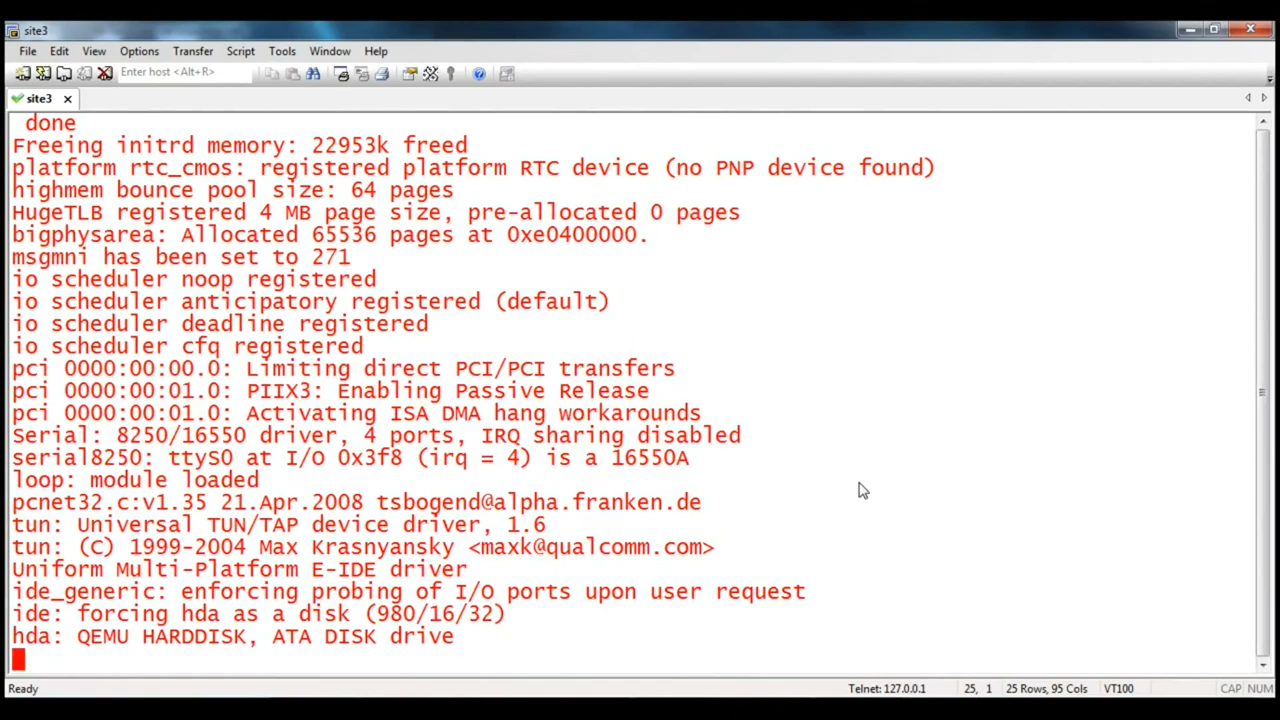 site3
File Edit View Options Transfer Script Tools Window Help
Enter host <Alt+R>
site3
done
Freeing initrd memory: 22953k freed
platform rtc_cmos: registered platform RTC device (no PNP device found)
highmem bounce pool size: 64 pages
HugeTLB registered 4 MB page size, pre-allocated 0 pages
bigphysarea: Allocated 65536 pages at 0xe0400000.
msgmni has been set to 271
io scheduler noop registered
io scheduler anticipatory registered (default)
io scheduler deadline registered
io scheduler cfq registered
pci 0000:00:00.0: Limiting direct PCI/PCI transfers
pci 0000:00:01.0: PIIX3: Enabling Passive Release
pci 0000:00:01.0: Activating ISA DMA hang workarounds
Serial: 8250/16550 driver, 4 ports, IRQ sharing disabled
serial8250: ttyS0 at I/O 0x3f8 (irq = 4) is a 16550A
loop: module loaded
pcnet32.c:v1.35 21.Apr.2008 tsbogend@alpha.franken.de
tun: Universal TUN/TAP device driver, 1.6
tun: (C) 1999-2004 Max Krasnyansky <maxk@qualcomm.com>
Uniform Multi-Platform E-IDE driver
ide_generic: enforcing probing of I/O ports upon user request
ide: forcing hda as a disk (980/16/32)
hda: QEMU HARDDISK, ATA DISK drive
Ready Telnet: 127.0.0.1 25, 1 25 Rows, 95 Cols VT100 CAP NUM